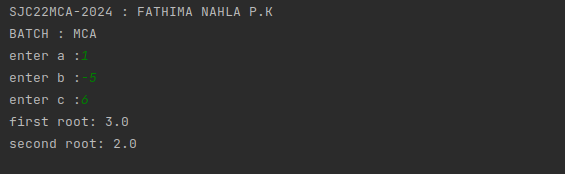 SJC22MCA-2024 : FATHIMA NAHLA P.K
BATCH : MCA
enter a :1
enter b :-5
enter c :6
first root: 3.0
second root: 2.0